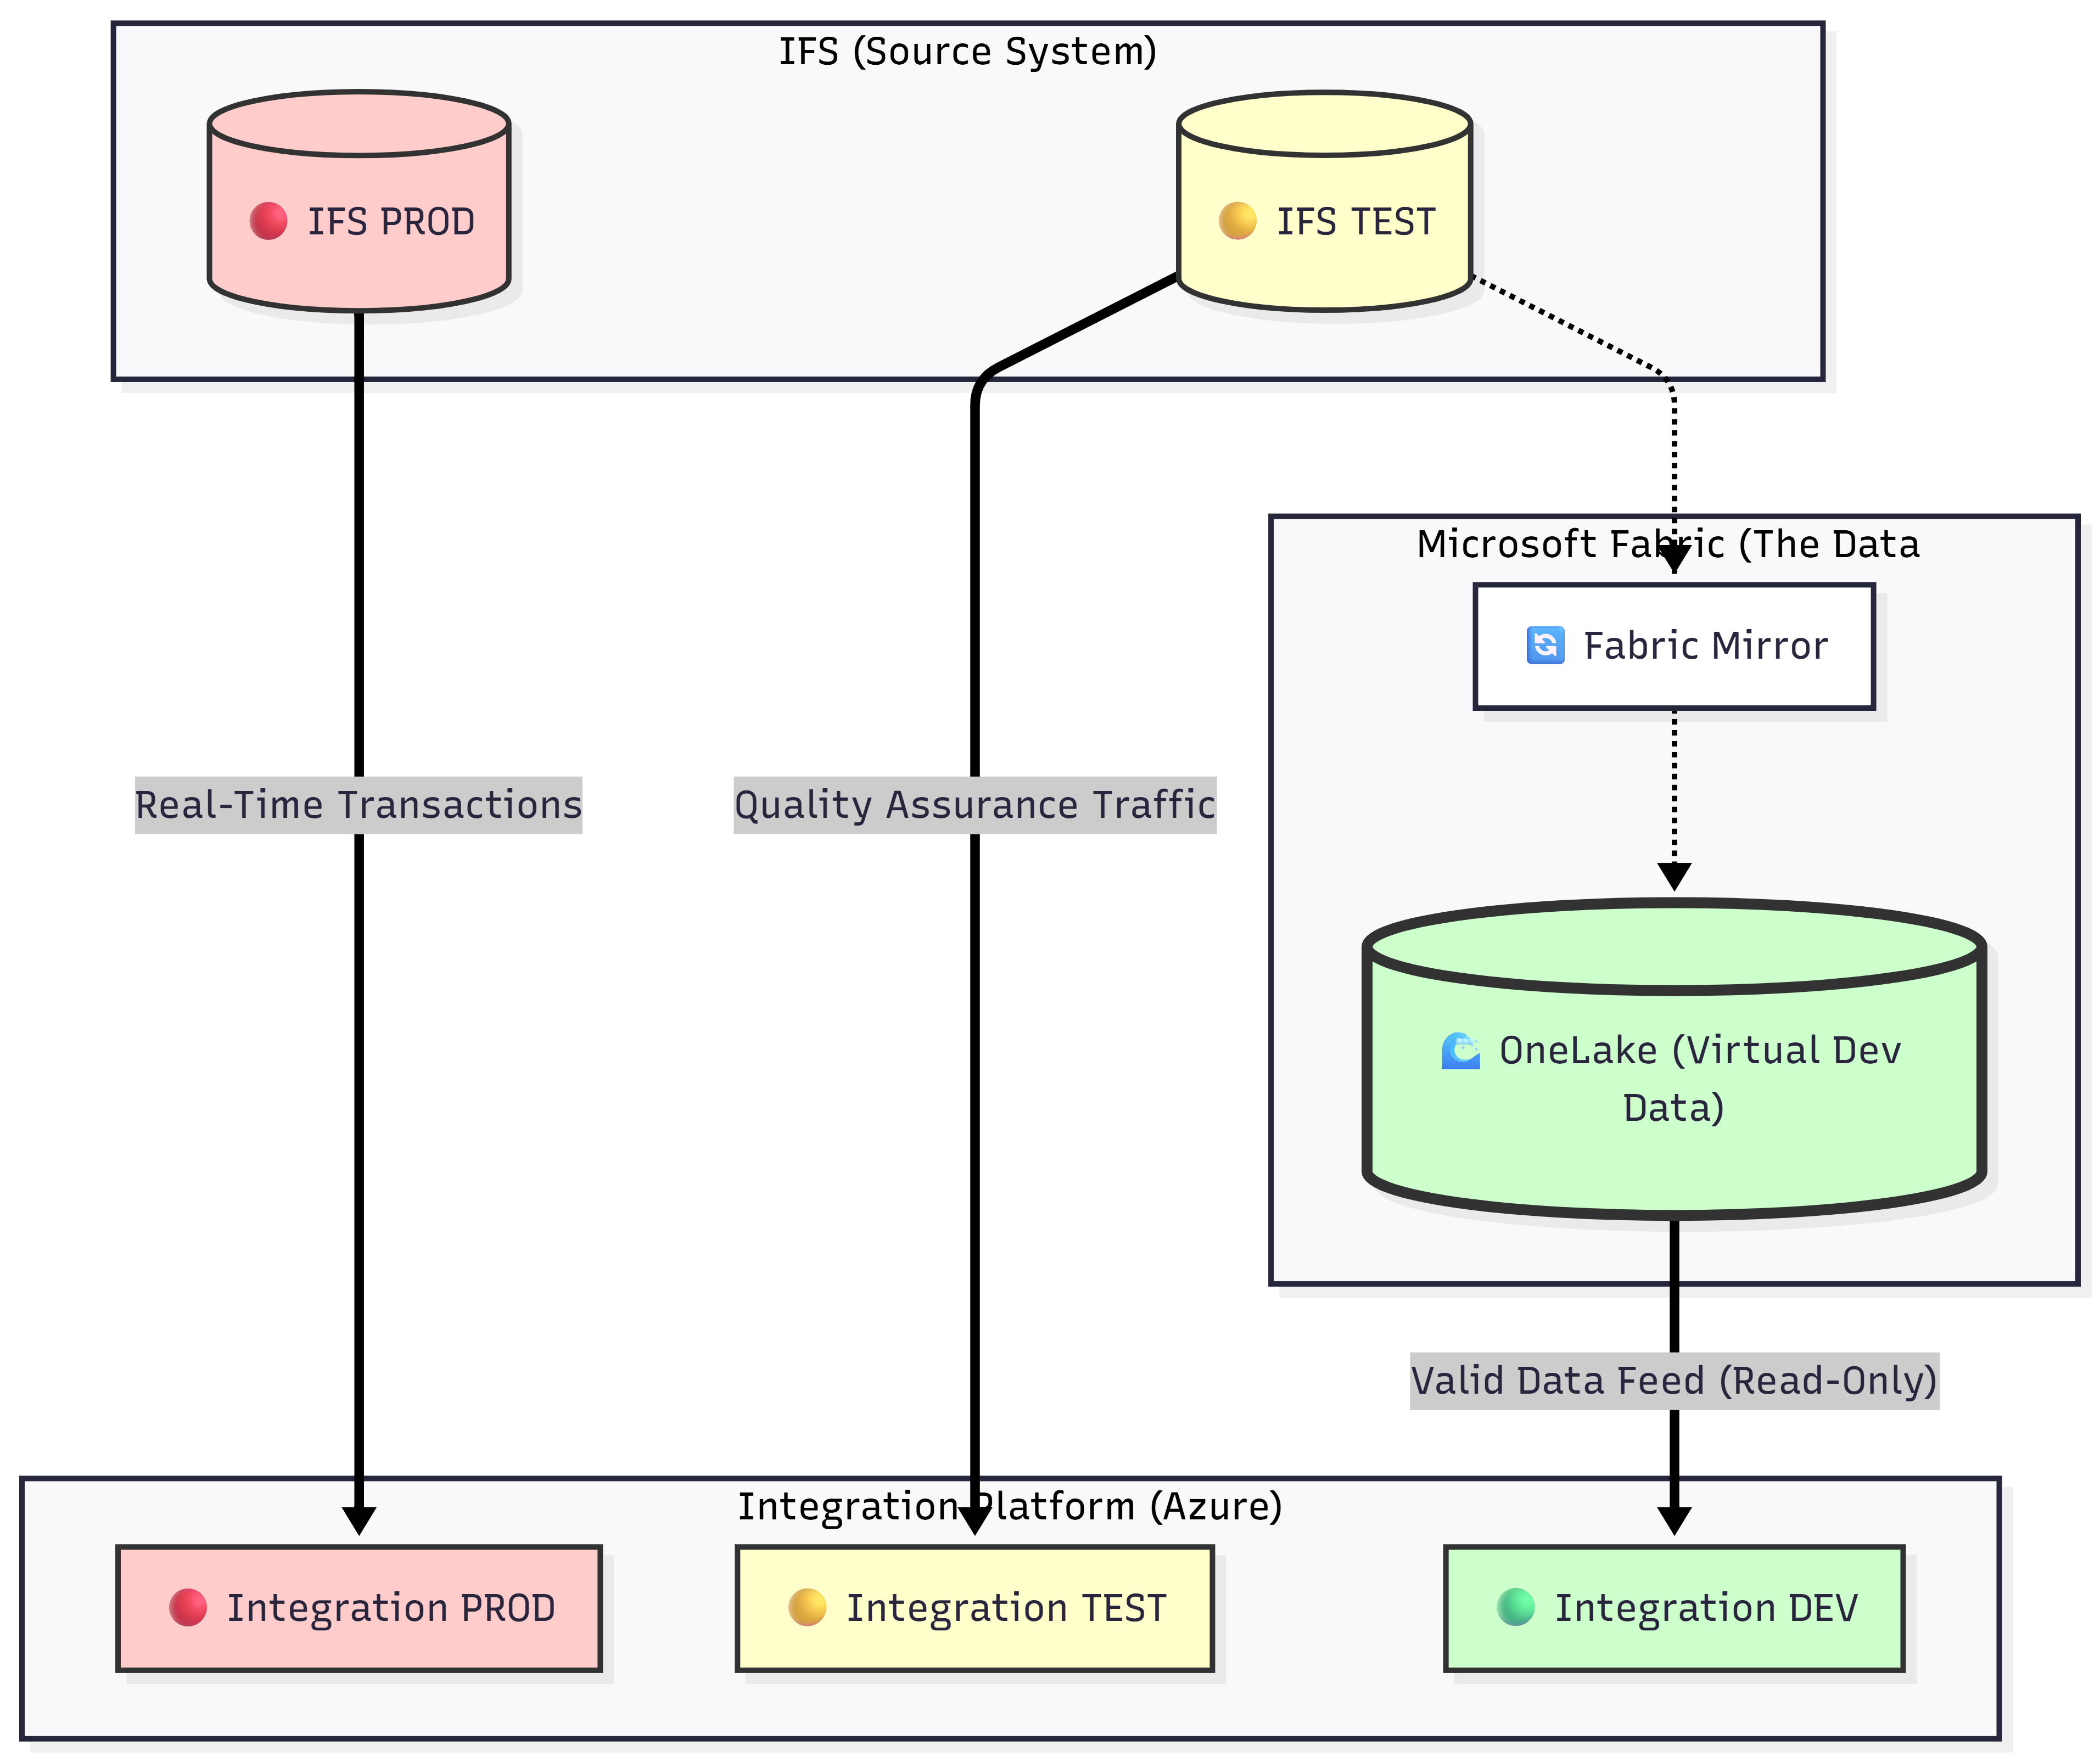 IFS (Source System)
IFS PROD
IFS TEST
Microsoft Fabric (The Data
Fabric Mirror
Real-Time Transactions
Quality Assurance Traffic
OneLake (Virtual Dev
Data)
Valid Data Feed (Read-Only)
Integration Platform (Azure)
Integration PROD
Integration TEST
Integration DEV